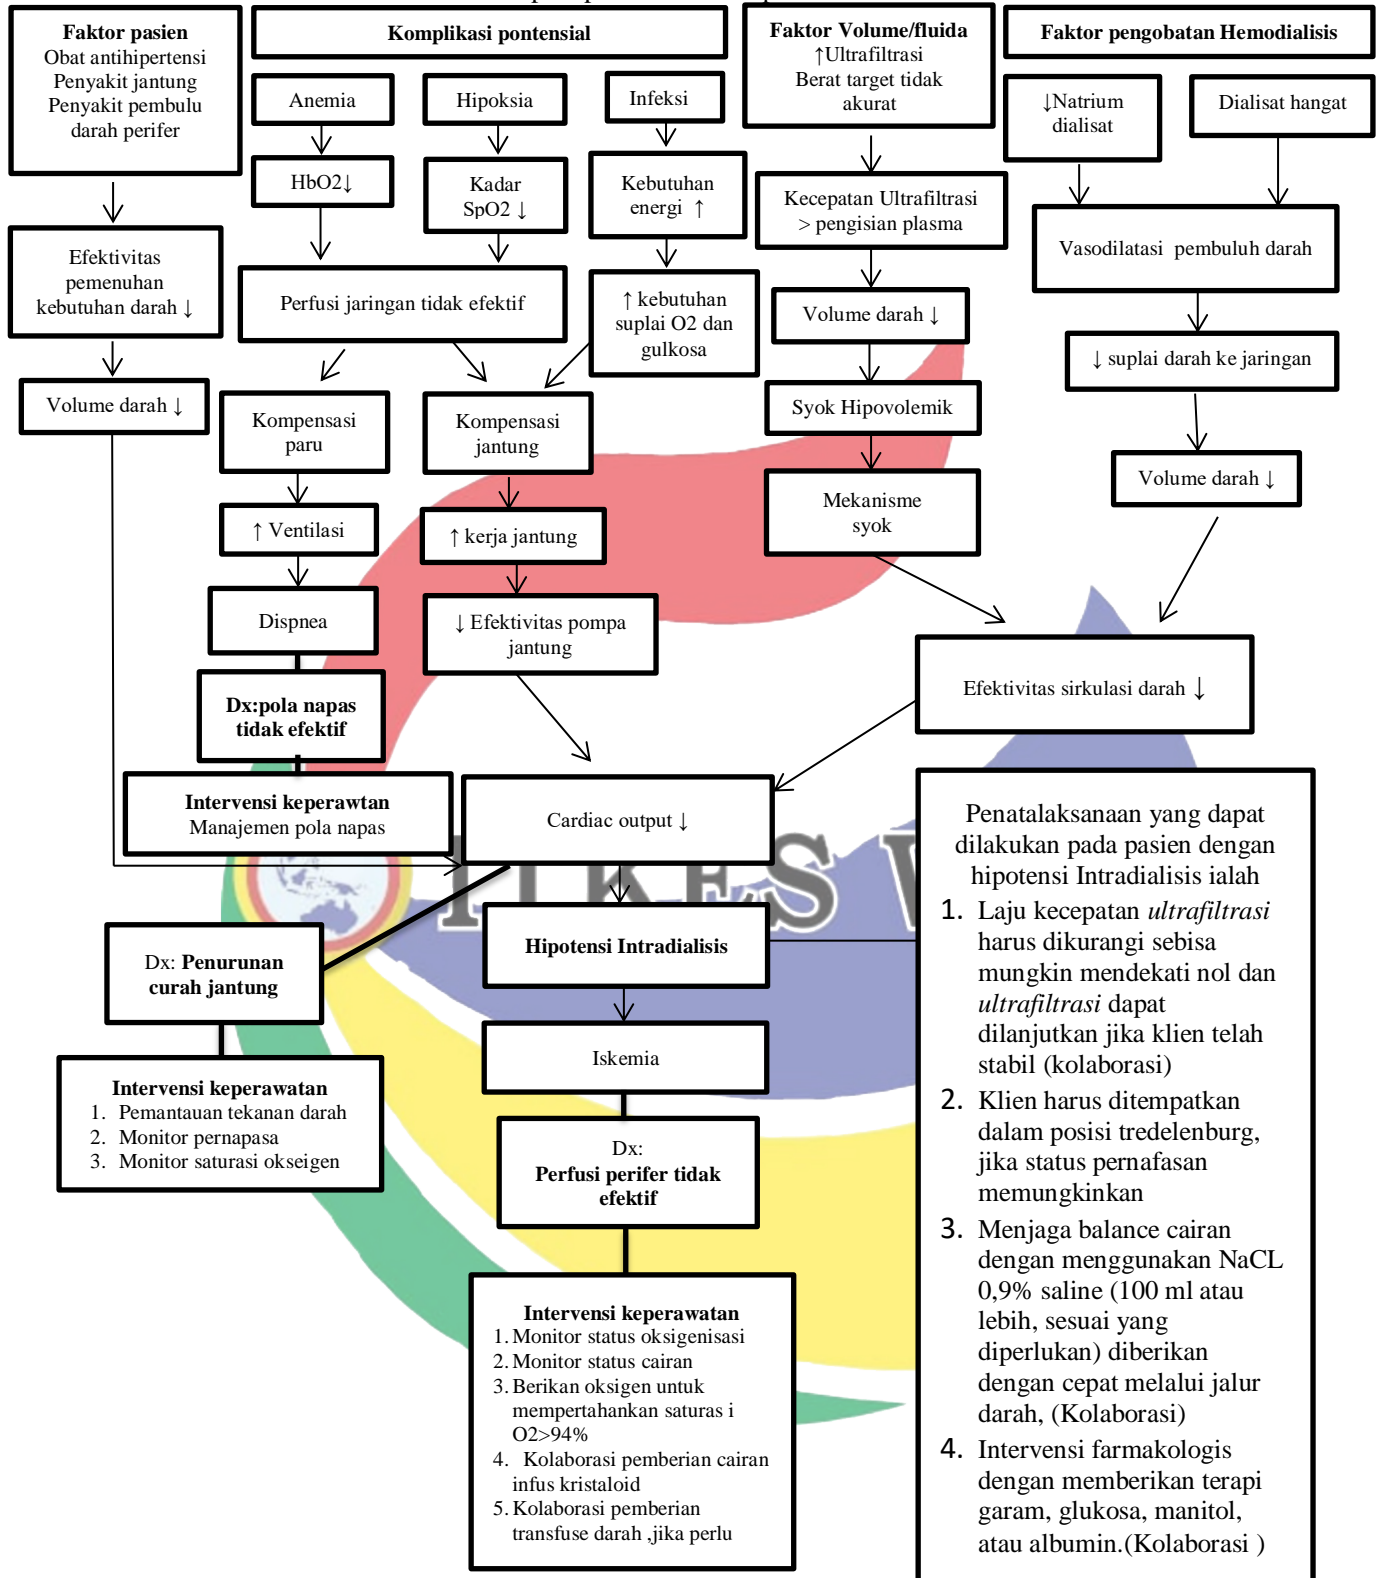 Faktor pasien
Obat antihipertensi
Penyakit jantung
Penyakit pembulu
darah perifer
Komplikasi pontensial
Faktor Volume/fluida
↑Ultrafiltrasi
Berat target tidak
akurat
Faktor pengobatan Hemodialisis
Anemia
Hipoksia
Infeksi
↓Natrium
dialisat
Dialisat hangat
HbO2↓
Kadar
SpO2 ↓
Kebutuhan
energi ↑
Kecepatan Ultrafiltrasi
> pengisian plasma
Vasodilatasi pembuluh darah
Efektivitas
pemenuhan
kebutuhan darah ↓
Perfusi jaringan tidak efektif
↑ kebutuhan
suplai O2 dan
gulkosa
Volume darah ↓
↓ suplai darah ke jaringan
Volume darah ↓
Kompensasi
paru
Kompensasi
jantung
Syok Hipovolemik
Volume darah ↓
↑ Ventilasi
↑ kerja jantung
Mekanisme
syok
Dispnea
↓ Efektivitas pompa
jantung
Efektivitas sirkulasi darah ↓
Dx:pola napas
tidak efektif
Intervensi keperawtan
Manajemen pola napas
Cardiac output ↓
Hipotensi Intradialisis
Dx: Penurunan
curah jantung
Iskemia
Intervensi keperawatan
1. Pemantauan tekanan darah
2. Monitor pernapasa
3. Monitor saturasi okseigen
Dx:
Perfusi perifer tidak
efektif
Intervensi keperawatan
1. Monitor status oksigenisasi
2. Monitor status cairan
3. Berikan oksigen untuk
mempertahankan saturas i
O2>94%
4. Kolaborasi pemberian cairan
infus kristaloid
5. Kolaborasi pemberian
transfuse darah ,jika perlu
Penatalaksanaan yang dapat
dilakukan pada pasien dengan
hipotensi Intradialisis ialah
1. Laju kecepatan ultrafiltrasi
harus dikurangi sebisa
mungkin mendekati nol dan
ultrafiltrasi dapat
dilanjutkan jika klien telah
stabil (kolaborasi)
2. Klien harus ditempatkan
dalam posisi tredelenburg,
jika status pernafasan
memungkinkan
3. Menjaga balance cairan
dengan menggunakan NaCL
0,9% saline (100 ml atau
lebih, sesuai yang
diperlukan) diberikan
dengan cepat melalui jalur
darah, (Kolaborasi)
4. Intervensi farmakologis
dengan memberikan terapi
garam, glukosa, manitol,
atau albumin.(Kolaborasi )